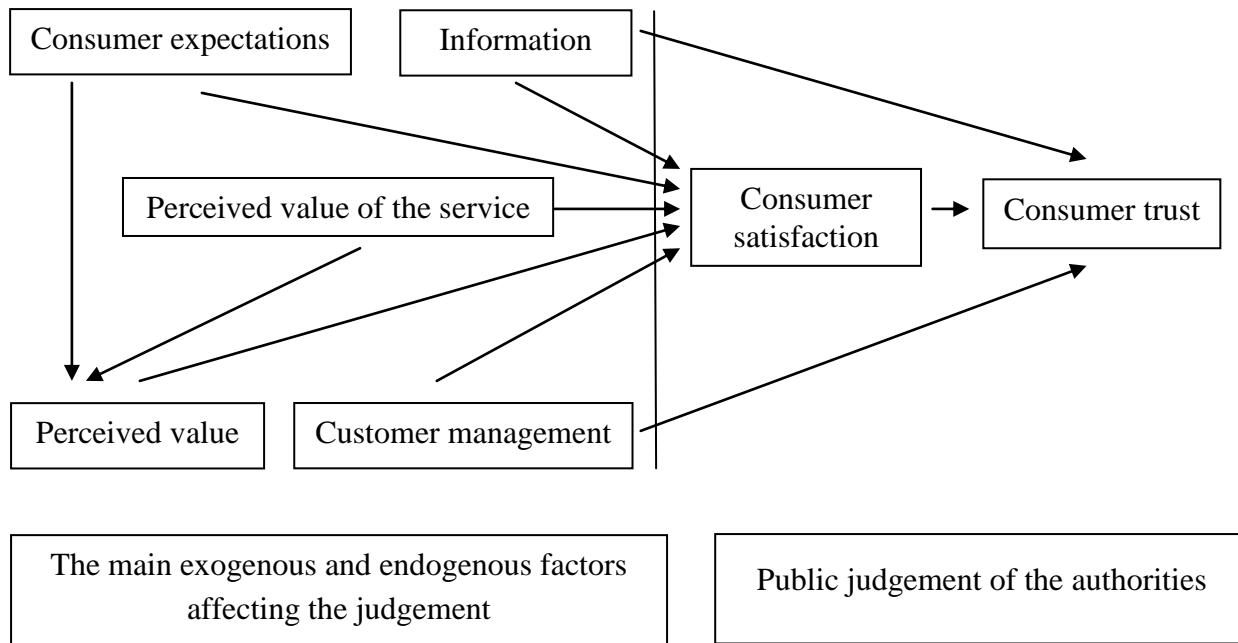 Consumer expectations
Information
Perceived value of the service
Consumer
satisfaction
Consumer trust
Perceived value
Customer management
The main exogenous and endogenous factors
affecting the judgement
Public judgement of the authorities